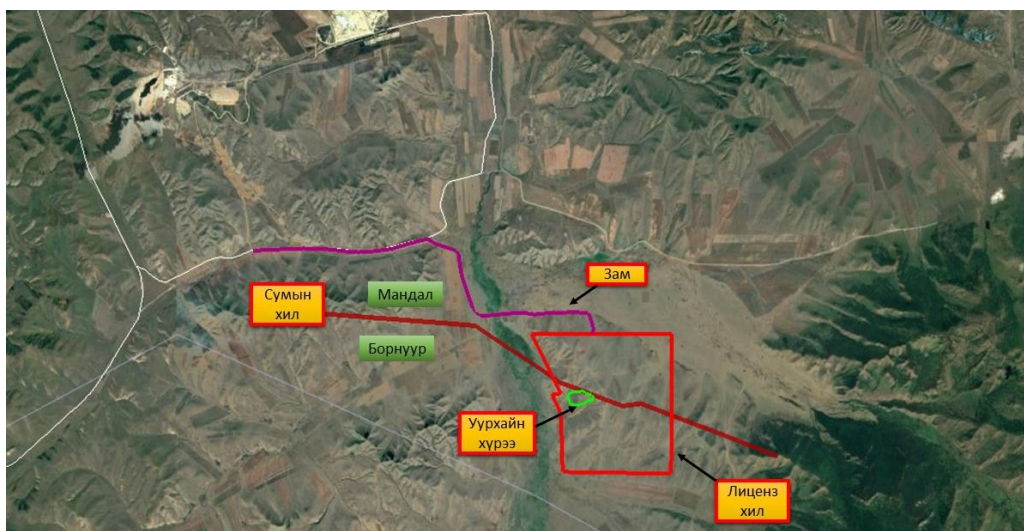 Зам
Мандал
Сумын
хил
Борнуур
Уурхайн
хүрээ
Лиценз
хил